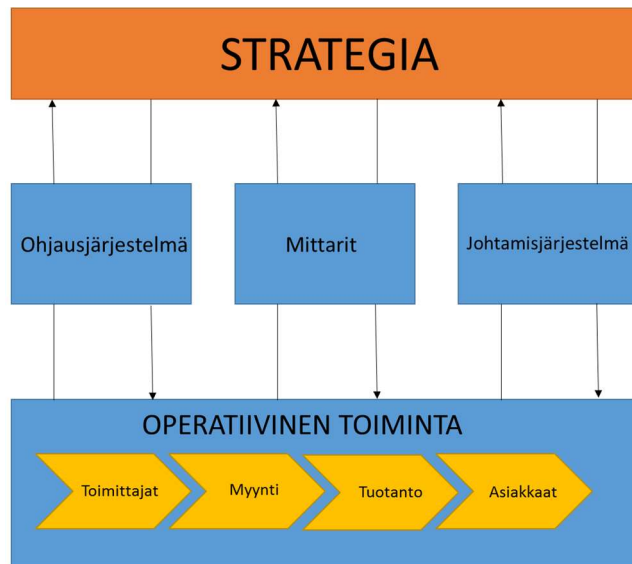 STRATEGIA
Ohjausjärjestelmä
Mittarit
Johtamisjärjestelmä
OPERATIIVINEN TOIMINTA
Toimittajat
Myynti
Tuotanto
Asiakkaat